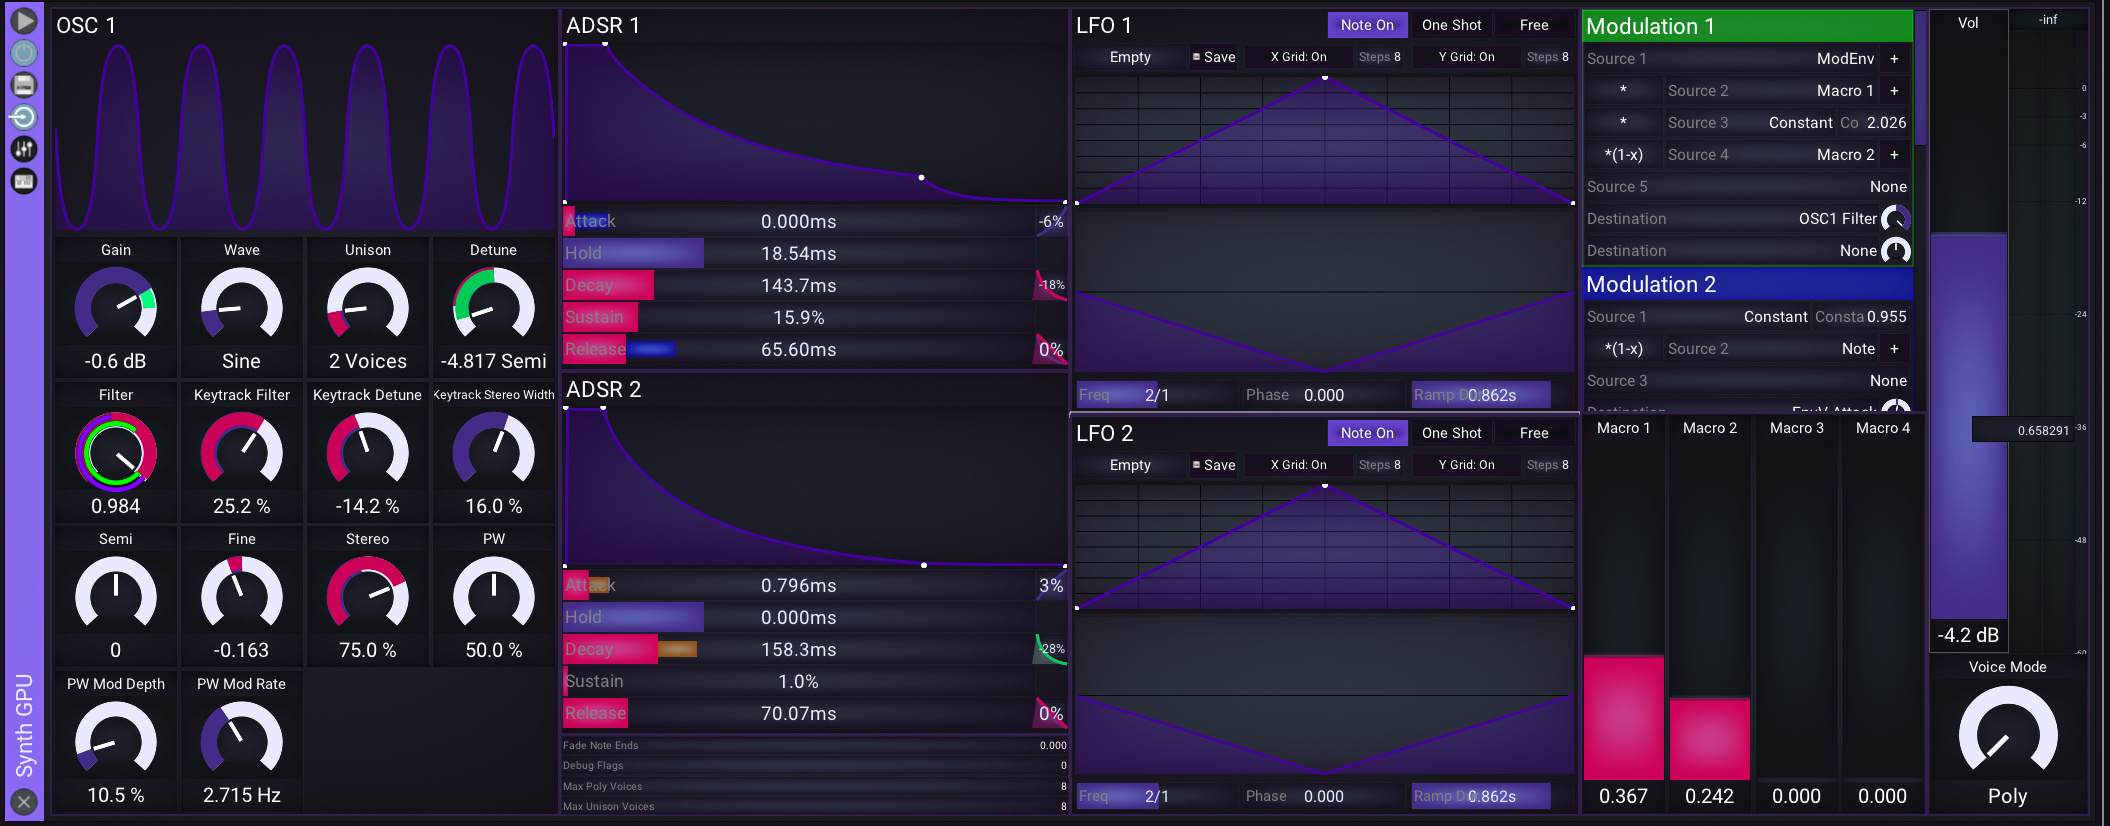 Synth GPU
OSC 1
Gain
Wave
Unison
Detune
-0.6 dB
Sine
2 Voices
-4.817 Semi
Filter
Keytrack Filter
Keytrack Detune
Keytrack Stereo Width
0.984
25.2 %
-14.2 %
16.0 %
Semi
Fine
Stereo
PW
0
-0.163
75.0 %
50.0 %
PW Mod Depth
PW Mod Rate
10.5 %
2.715 Hz
ADSR 1
Attack 0.000ms -6%
Hold 18.54ms
Decay 143.7ms -18%
Sustain 15.9%
Release 65.60ms 0%
ADSR 2
Attack 0.796ms 3%
Hold 0.000ms
Decay 158.3ms -28%
Sustain 1.0%
Release 70.07ms 0%
Fade Note Ends 0.000
Debug Flags 0
Max Poly Voices 8
Max Unison Voices 8
LFO 1 Note On One Shot Free
Empty Save X Grid: On Steps 8 Y Grid: On Steps 8
Freq 2/1 Phase 0.000 Ramp 0.862s
LFO 2 Note On One Shot Free
Empty Save X Grid: On Steps 8 Y Grid: On Steps 8
Freq 2/1 Phase 0.000 Ramp 0.862s
Modulation 1
Source 1 ModEnv +
* Source 2 Macro 1 +
* Source 3 Constant Co 2.026
*(1-x) Source 4 Macro 2 +
Source 5 None
Destination OSC1 Filter
Destination None
Modulation 2
Source 1 Constant Consta 0.955
*(1-x) Source 2 Note +
Source 3 None
Macro 1
Macro 2
Macro 3
Macro 4
0.367
0.242
0.000
0.000
Vol
-inf
0
-3
-6
-12
-24
-36
-48
-60
0.658291
-4.2 dB
Voice Mode
Poly